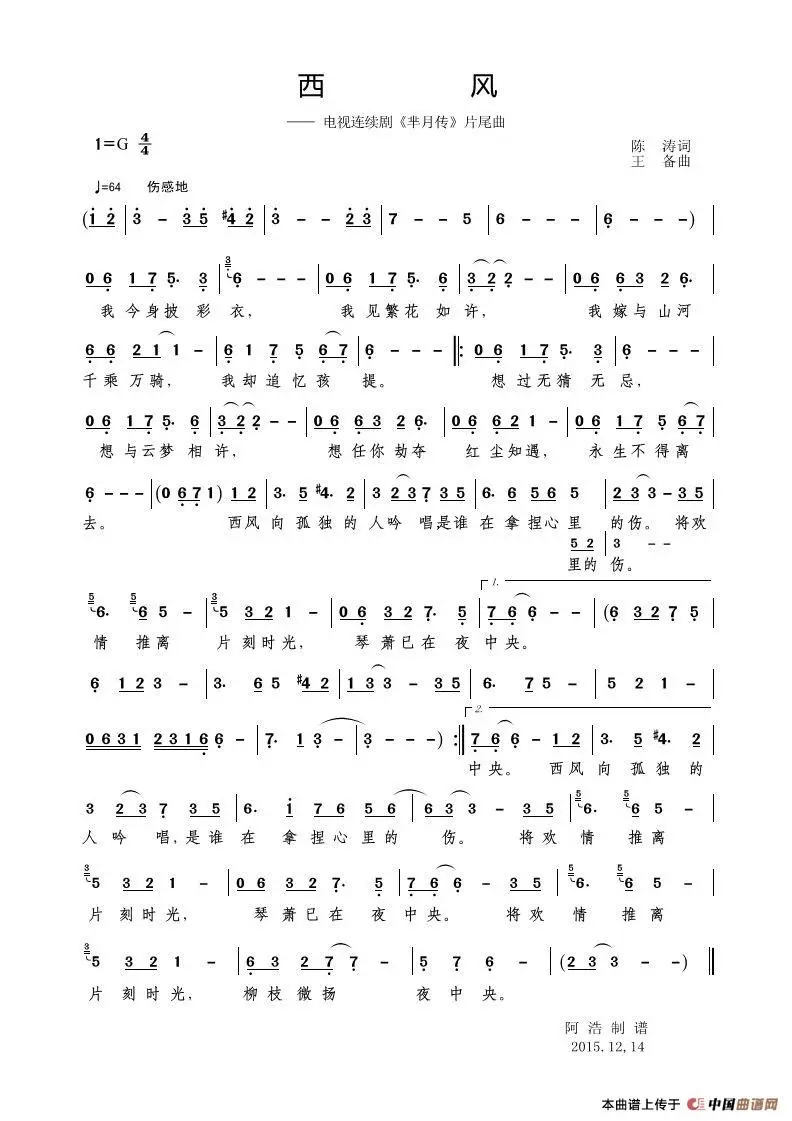 西 风
—— 电视连续剧《芈月传》片尾曲
1=G 4/4
陈 涛词
王 备曲
♩=64 伤感地
(1 2 | 3 - 3 5 | #4 2 | 3 - - 2 3 | 7 - - 5 | 6 - - - | 6 - - -)
0 6 1 7 5. 3 | 6 - - - | 0 6 1 7 5. 6 | 3 2 2 - - | 0 6 6 3 2 6.
我 今 身 披 彩 衣, 我 见 繁 花 如 许, 我 嫁 与 山 河
6 6 2 1 1 - | 6 1 7 5 6 7 | 6 - - - ‖: 0 6 1 7 5. 3 | 6 - - -
千 乘 万 骑, 我 却 追 忆 孩 提。 想 过 无 猜 无 忌,
0 6 1 7 5. 6 | 3 2 2 - - | 0 6 6 3 2 6. | 0 6 6 2 1 - | 0 6 1 7 5 6 7
想 与 云 梦 相 许, 想 任 你 劫 夺 红 尘 知 遇, 永 生 不 得 离
6 - - - | (0 6 7 1) 1 2 | 3. 5 #4. 2 | 3 2 3 7 3 5 | 6. 6 5 6 5 | 2 3 3 - 3 5
去。 西 风 向 孤 独 的 人 吟 唱,是 谁 在 拿 捏 心 里 的 伤。 将 欢
5 2 | 3 - -
里 的 伤。
1.
6. 6 5 - | 5 3 2 1 - | 0 6 3 2 7. 5 | 7 6 6 - - | (6 3 2 7 5
情 推 离 片 刻 时 光, 琴 萧 已 在 夜 中 央。
6 1 2 3 - | 3. 6 5 #4 2 | 1 3 3 - 3 5 | 6. 7 5 - | 5 2 1 -
2.
0 6 3 1 2 3 1 6 6 - | 7. 1 3 | 3 - - -) :‖ 7 6 6 - 1 2 | 3. 5 #4. 2
中 央。 西 风 向 孤 独 的
3 2 3 7 3 5 | 6. 1 7 6 5 6 | 6 3 3 - 3 5 | 6. 6 5 -
人 吟 唱,是 谁 在 拿 捏 心 里 的 伤。 将 欢 情 推 离
5 3 2 1 - | 0 6 3 2 7. 5 | 7 6 6 - 3 5 | 6. 6 5 -
片 刻 时 光, 琴 萧 已 在 夜 中 央。 将 欢 情 推 离
5 3 2 1 - | 6 3 2 7 7 - | 5 7 6 - | (2 3 3 - -) ‖
片 刻 时 光, 柳 枝 微 扬 夜 中 央。
阿 浩 制 谱
2015.12,14
本曲谱上传于 中国曲谱网